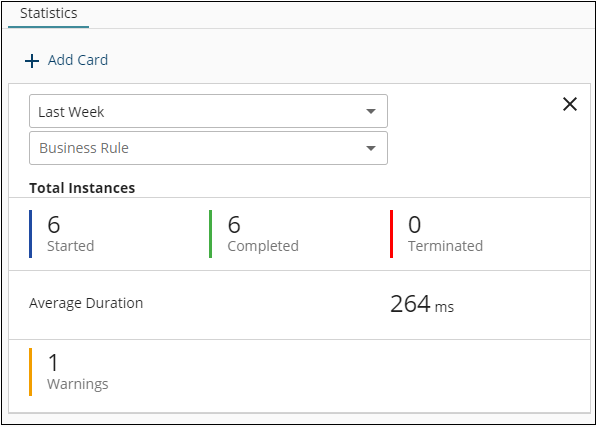 Statistics
Add Card
Last Week
Business Rule
Total Instances
6 6 0
Started Completed Terminated
Average Duration 264 ms
1
Warnings